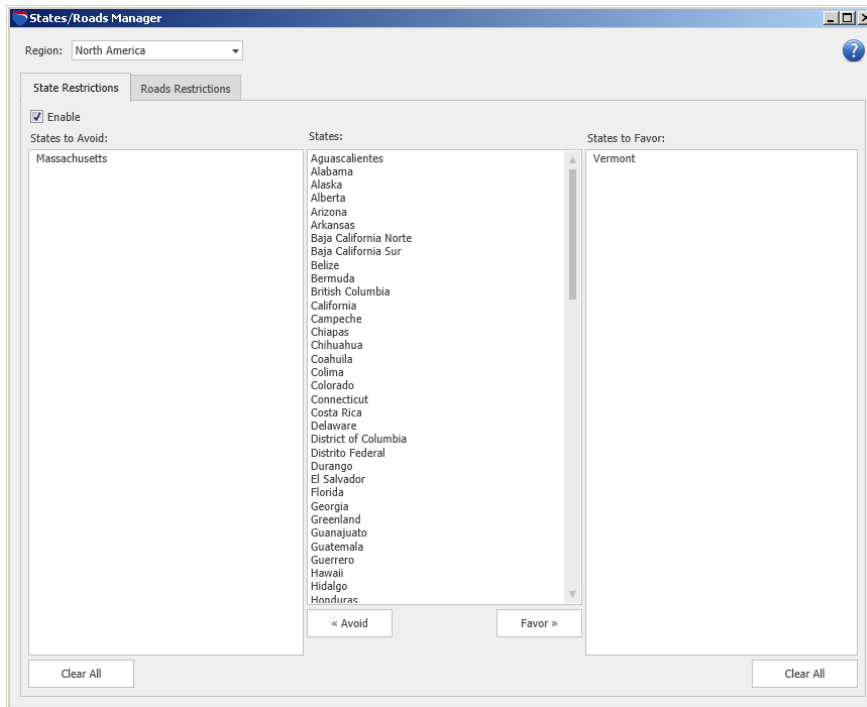 States/Roads Manager
Region: North America
State Restrictions Roads Restrictions
Enable
States to Avoid:
Massachusetts
States:
Aguascalientes
Alabama
Alaska
Alberta
Arizona
Arkansas
Baja California Norte
Baja California Sur
Belize
Bermuda
British Columbia
California
Campeche
Chiapas
Chihuahua
Coahuila
Colima
Colorado
Connecticut
Costa Rica
Delaware
District of Columbia
Distrito Federal
Durango
El Salvador
Florida
Georgia
Greenland
Guanajuato
Guatemala
Guerrero
Hawaii
Hidalgo
Honduras
States to Favor:
Vermont
« Avoid Favor »
Clear All Clear All